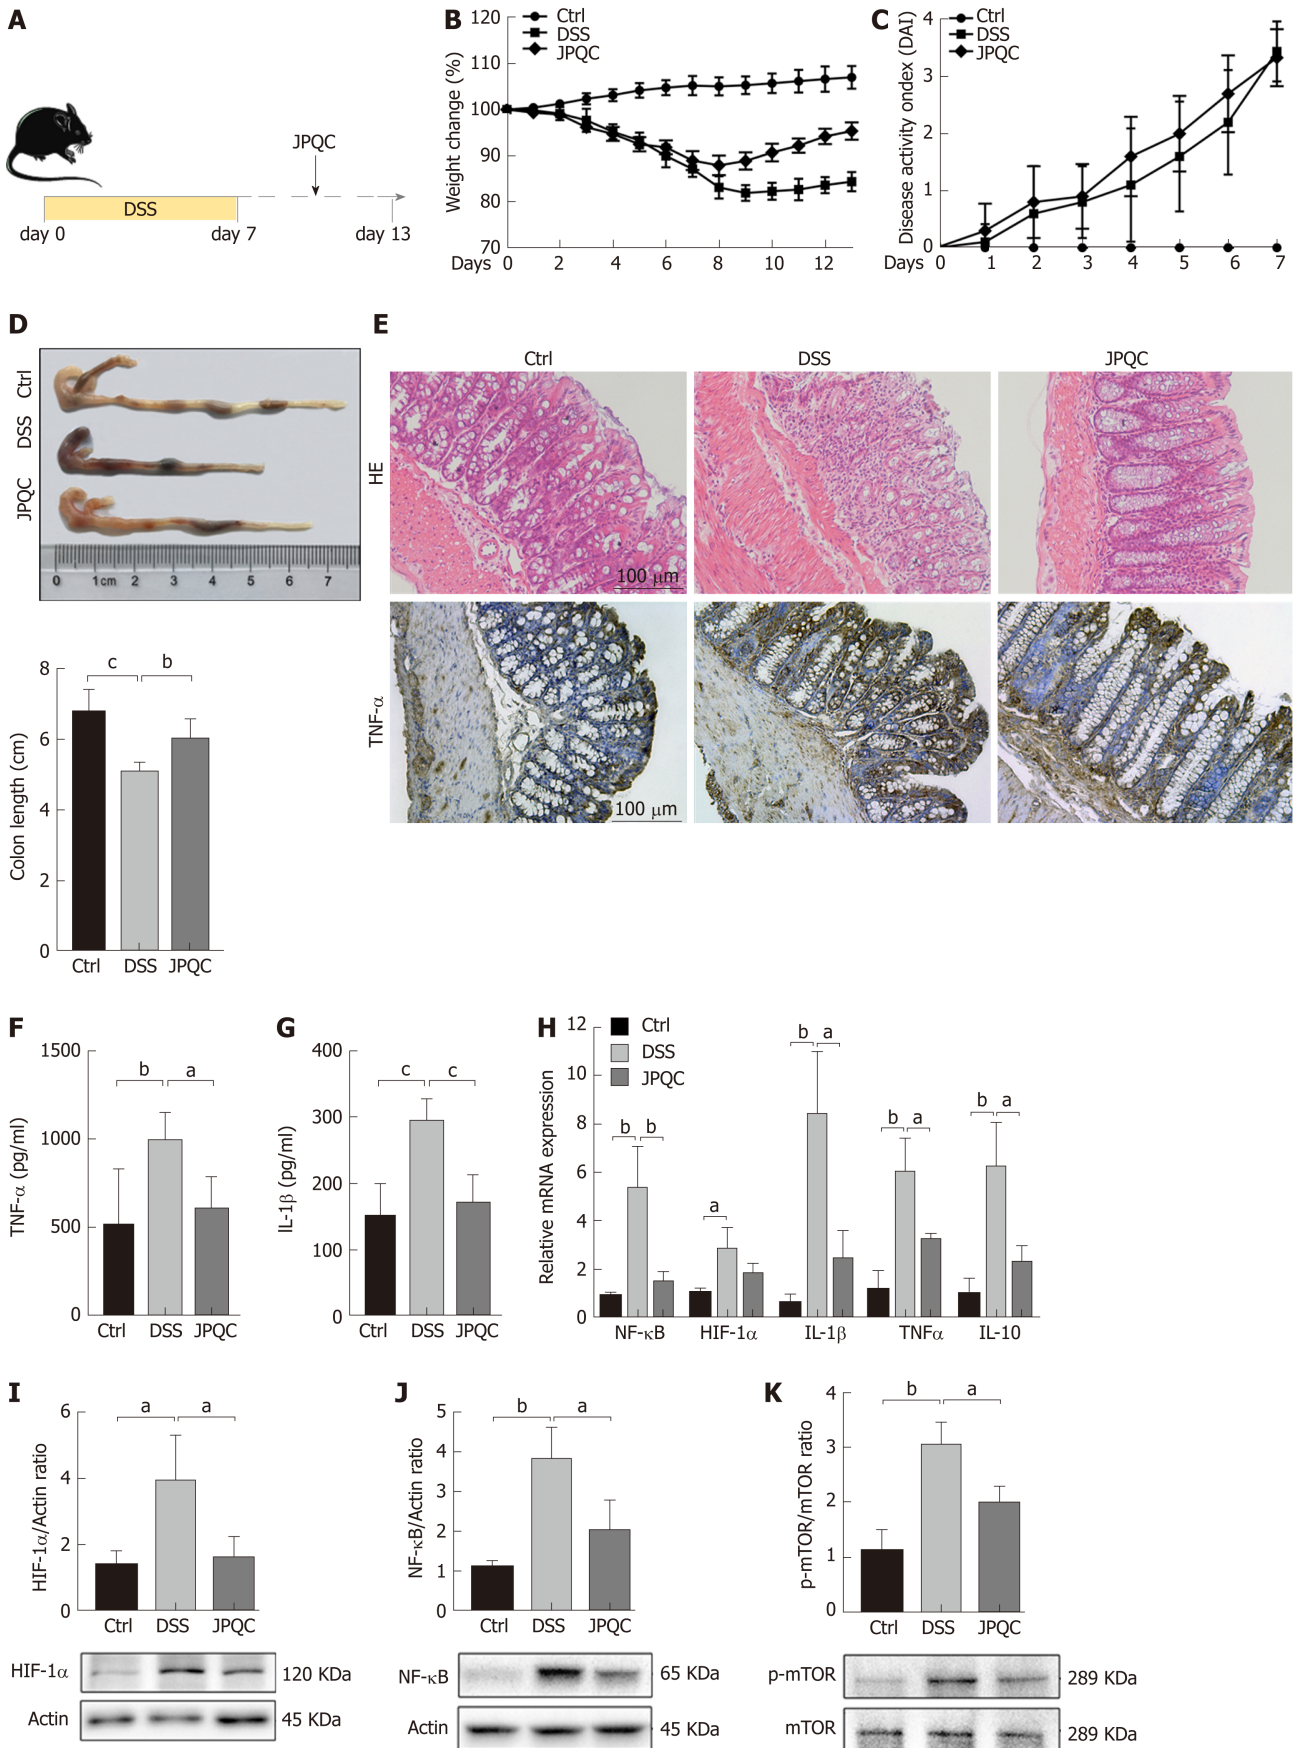 A
JPQC
DSS
day 0
day 7
day 13
B
120
110
100
90
80
70
Weight change (%)
Ctrl
DSS
JPQC
Days 0 2 4 6 8 10 12
C
4
3
2
1
0
Disease activity ondex (DAI)
Ctrl
DSS
JPQC
Days 0 1 2 3 4 5 6 7
D
Ctrl
DSS
JPQC
0 1cm 2 3 4 5 6 7
8
6
4
2
0
Colon length (cm)
c b
Ctrl DSS JPQC
E
Ctrl DSS JPQC
HE
100 μm
TNF-α
100 μm
F
1500
1000
500
0
TNF-α (pg/ml)
b a
Ctrl DSS JPQC
G
400
300
200
100
0
IL-1β (pg/ml)
c c
Ctrl DSS JPQC
H
12
10
8
6
4
2
0
Relative mRNA expression
Ctrl
DSS
JPQC
b b
a
b a
b a
b a
NF-κB HIF-1α IL-1β TNFα IL-10
I
6
4
2
0
HIF-1α/Actin ratio
a a
Ctrl DSS JPQC
HIF-1α 120 KDa
Actin 45 KDa
J
5
4
3
2
1
0
NF-κB/Actin ratio
b a
Ctrl DSS JPQC
NF-κB 65 KDa
Actin 45 KDa
K
4
3
2
1
0
p-mTOR/mTOR ratio
b a
Ctrl DSS JPQC
p-mTOR 289 KDa
mTOR 289 KDa